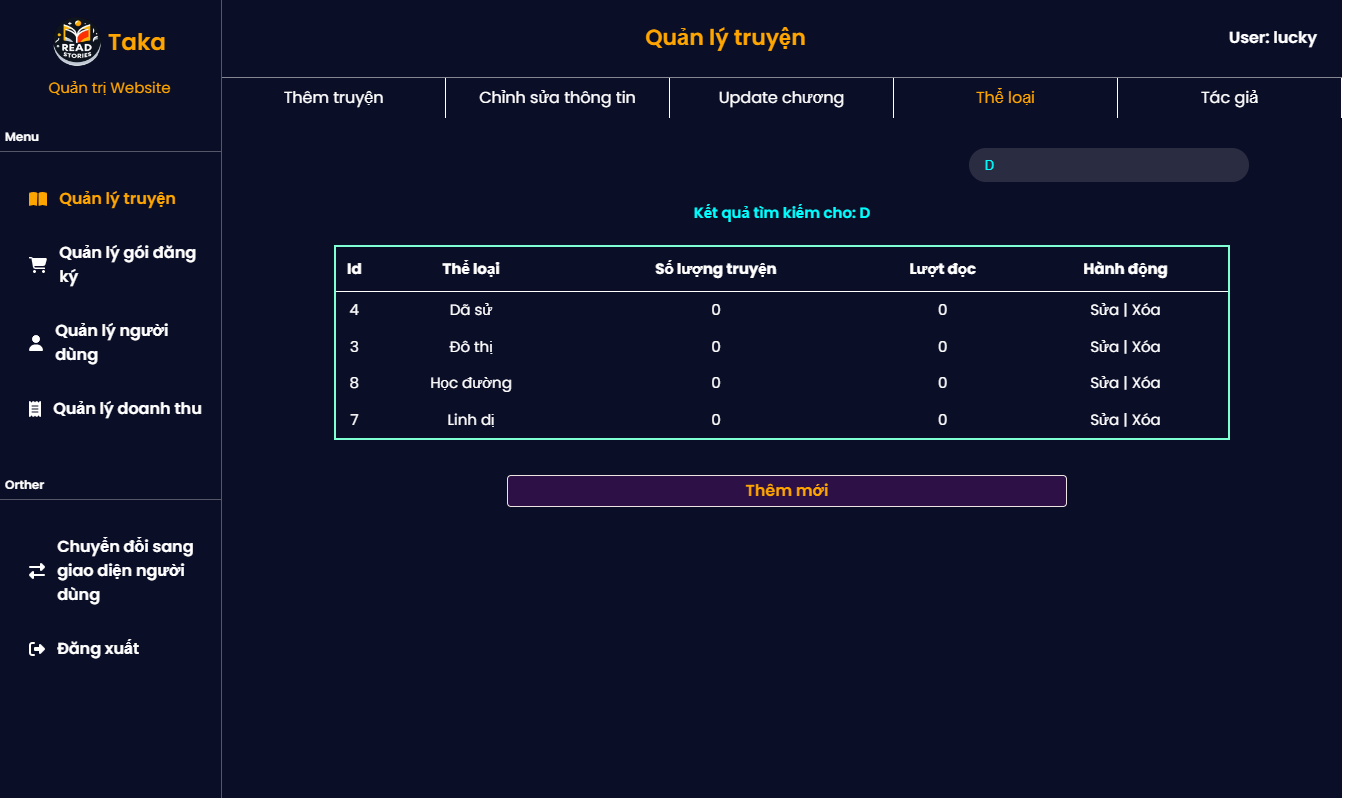 READ
STORIES
Taka
Quản trị Website
Menu
Quản lý truyện
Quản lý gói đăng
ký
Quản lý người
dùng
Quản lý doanh thu
Orther
Chuyển đổi sang
giao diện người
dùng
Đăng xuất
Quản lý truyện
User: lucky
Thêm truyện Chỉnh sửa thông tin Update chương Thể loại Tác giả
D
Kết quả tìm kiếm cho: D
Id Thể loại Số lượng truyện Lượt đọc Hành động
4 Dã sử 0 0 Sửa | Xóa
3 Đô thị 0 0 Sửa | Xóa
8 Học đường 0 0 Sửa | Xóa
7 Linh dị 0 0 Sửa | Xóa
Thêm mới